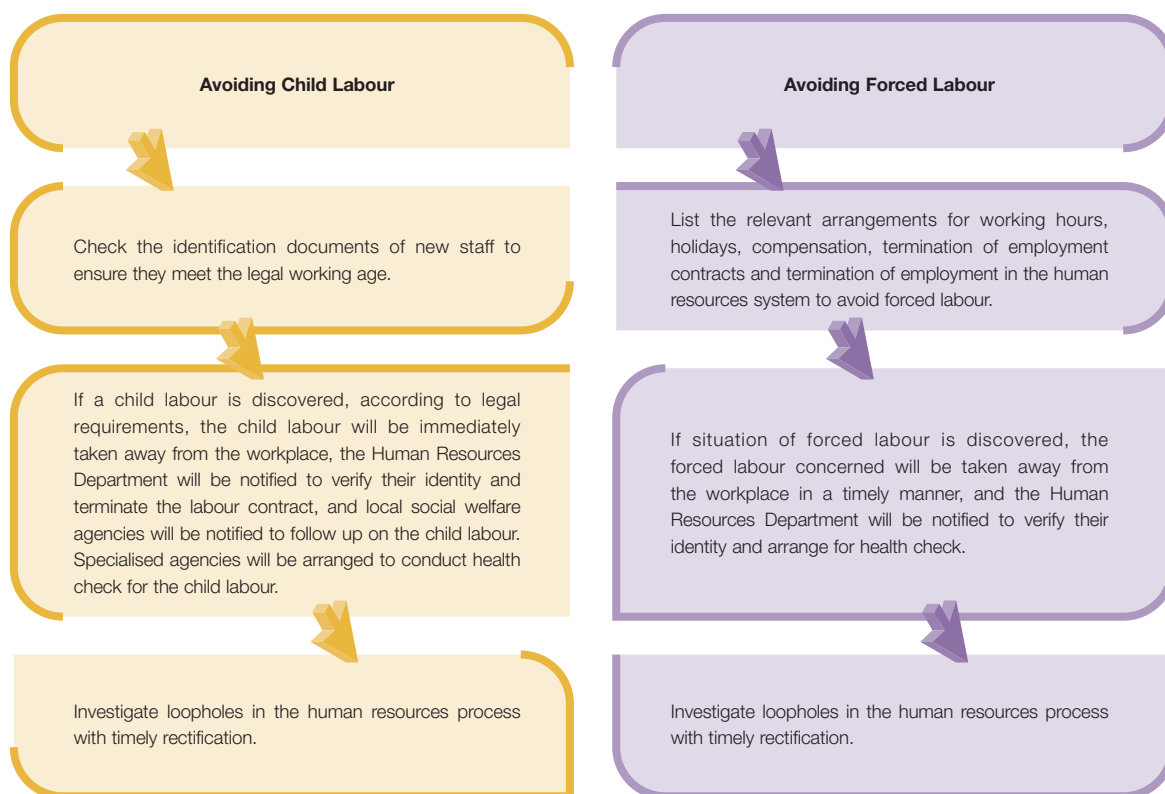 Avoiding Child Labour
Check the identification documents of new staff to
ensure they meet the legal working age.
If a child labour is discovered, according to legal
requirements, the child labour will be immediately
taken away from the workplace, the Human Resources
Department will be notified to verify their identity and
terminate the labour contract, and local social welfare
agencies will be notified to follow up on the child labour.
Specialised agencies will be arranged to conduct health
check for the child labour.
Investigate loopholes in the human resources process
with timely rectification.
Avoiding Forced Labour
List the relevant arrangements for working hours,
holidays, compensation, termination of employment
contracts and termination of employment in the human
resources system to avoid forced labour.
If situation of forced labour is discovered, the
forced labour concerned will be taken away from
the workplace in a timely manner, and the Human
Resources Department will be notified to verify their
identity and arrange for health check.
Investigate loopholes in the human resources process
with timely rectification.